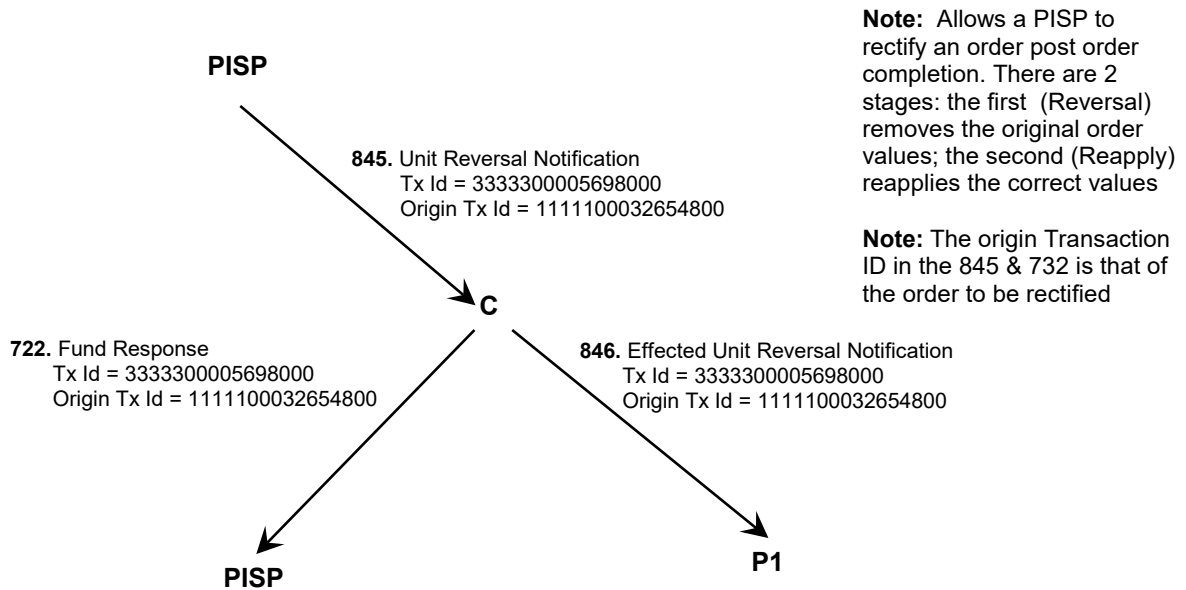 PISP
845. Unit Reversal Notification
Tx Id = 3333300005698000
Origin Tx Id = 1111100032654800
C
722. Fund Response
Tx Id = 3333300005698000
Origin Tx Id = 1111100032654800
846. Effected Unit Reversal Notification
Tx Id = 3333300005698000
Origin Tx Id = 1111100032654800
PISP
P1
Note: Allows a PISP to
rectify an order post order
completion. There are 2
stages: the first (Reversal)
removes the original order
values; the second (Reapply)
reapplies the correct values
Note: The origin Transaction
ID in the 845 & 732 is that of
the order to be rectified